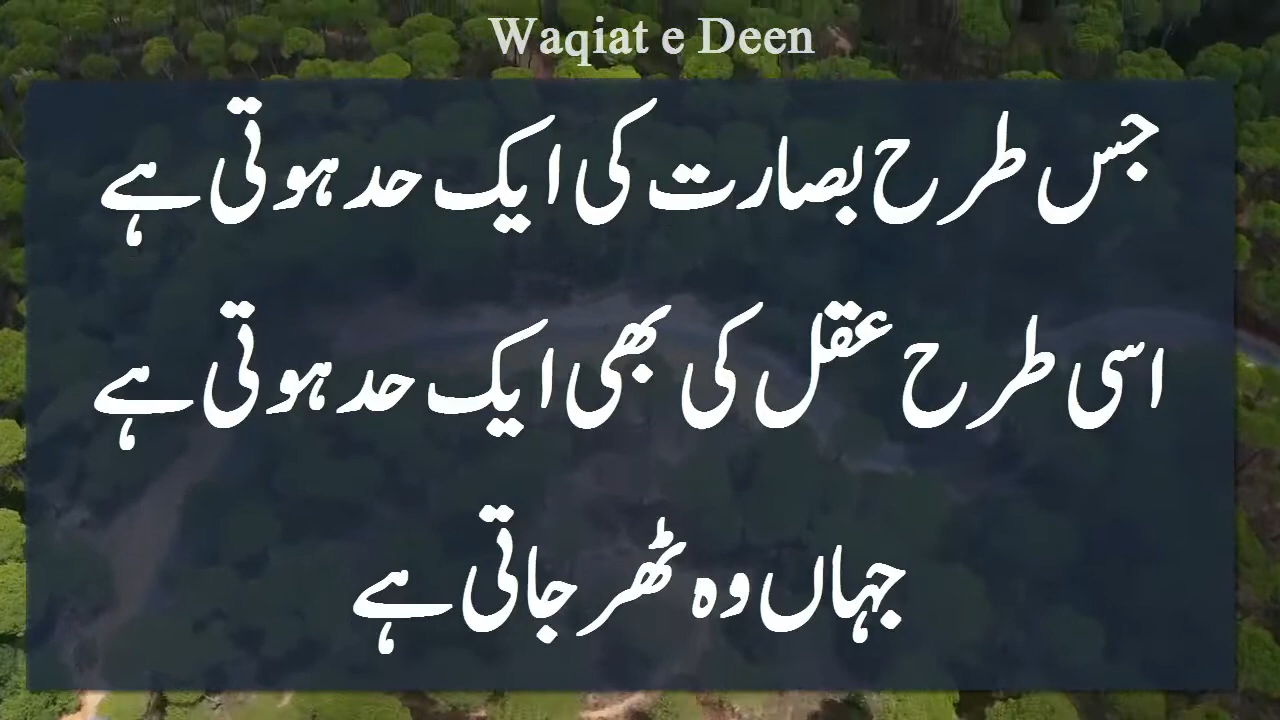 Waqiat e Deen
جس طرح بصارت کی ایک حد ہوتی ہے
اسی طرح عقل کی بھی ایک حد ہوتی ہے
جہاں وہ ٹھر جاتی ہے